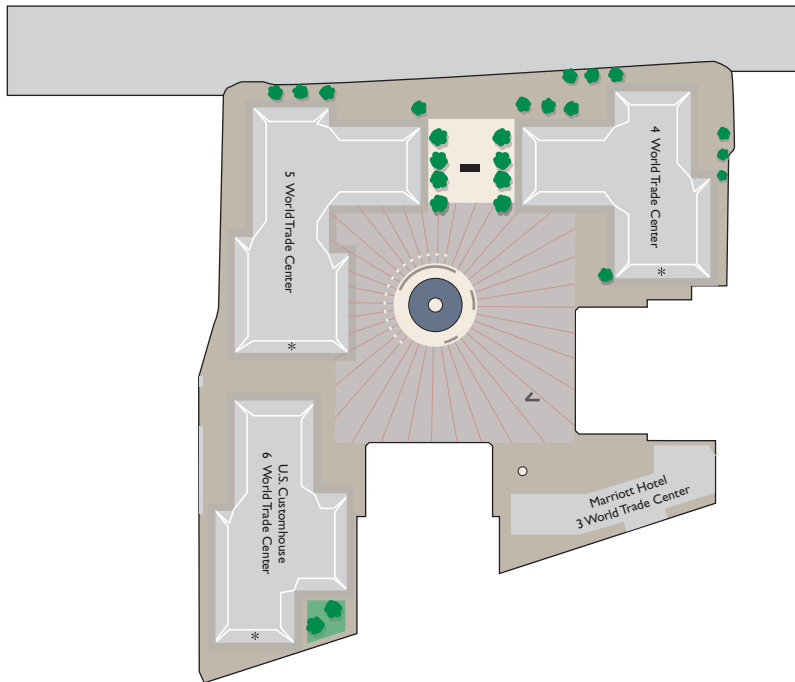 4 World Trade Center
5 World Trade Center
*
*
U.S. Customhouse
6 World Trade Center
Marriott Hotel
3 World Trade Center
*